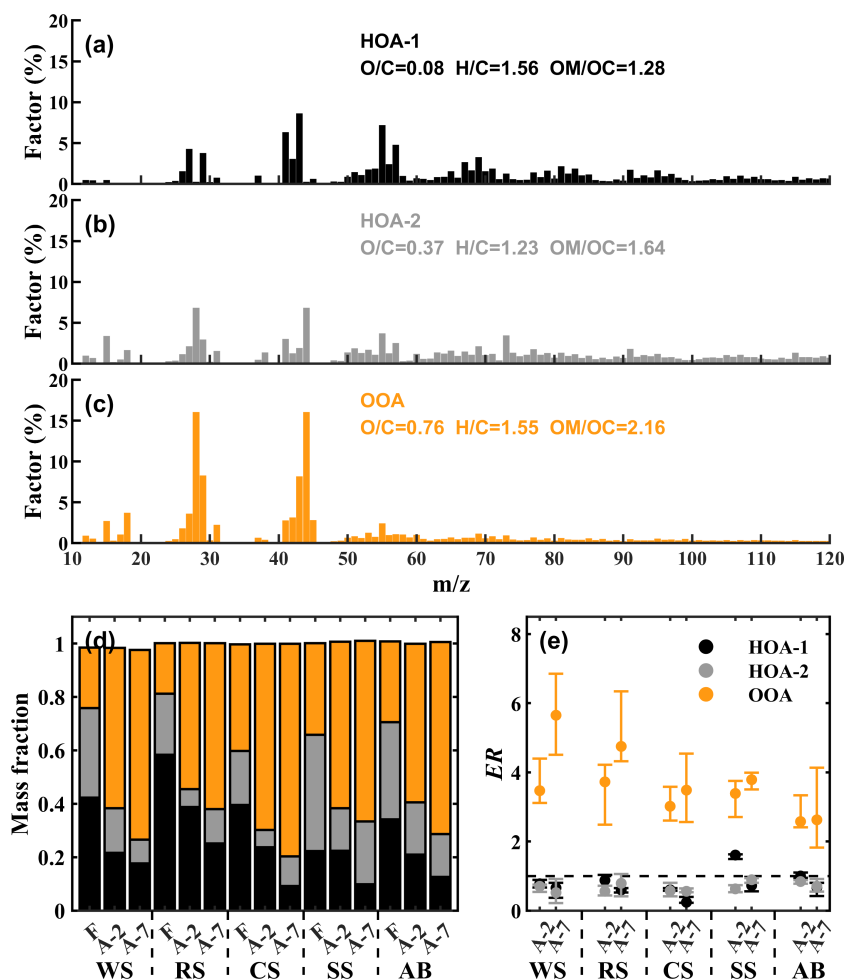 20
(a)
HOA-1
15
O/C=0.08 H/C=1.56 OM/OC=1.28
10
5
0
Factor (%)
20
(b)
HOA-2
15
O/C=0.37 H/C=1.23 OM/OC=1.64
10
5
0
Factor (%)
20
(c)
OOA
15
O/C=0.76 H/C=1.55 OM/OC=2.16
10
5
0
Factor (%)
10 20 30 40 50 60 70 80 90 100 110 120
m/z
(d)
1
0.8
0.6
0.4
0.2
0
Mass fraction
F A-2 A-7 F A-2 A-7 F A-2 A-7 F A-2 A-7 F A-2 A-7
WS RS CS SS AB
(e)
8
6
4
2
0
ER
HOA-1
HOA-2
OOA
A-2 A-7 A-2 A-7 A-2 A-7 A-2 A-7 A-2 A-7
WS RS CS SS AB